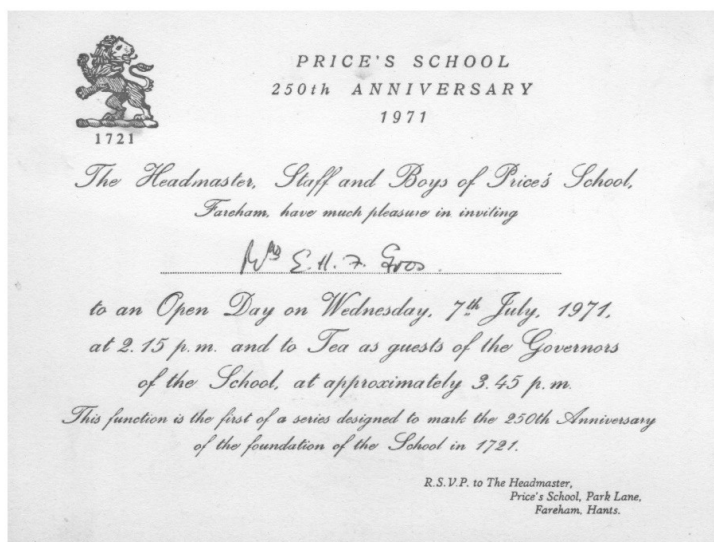 PRICE'S SCHOOL
250th ANNIVERSARY
1971
1721
The Headmaster, Staff and Boys of Price's School,
Fareham, have much pleasure in inviting
Mrs E. H. F.
to an Open Day on Wednesday, 7th July, 1971,
at 2.15 p.m. and to Tea as guests of the Governors
of the School, at approximately 3.45 p.m.
This function is the first of a series designed to mark the 250th Anniversary
of the foundation of the School in 1721.
R.S.V.P. to The Headmaster,
Price's School, Park Lane,
Fareham, Hants.